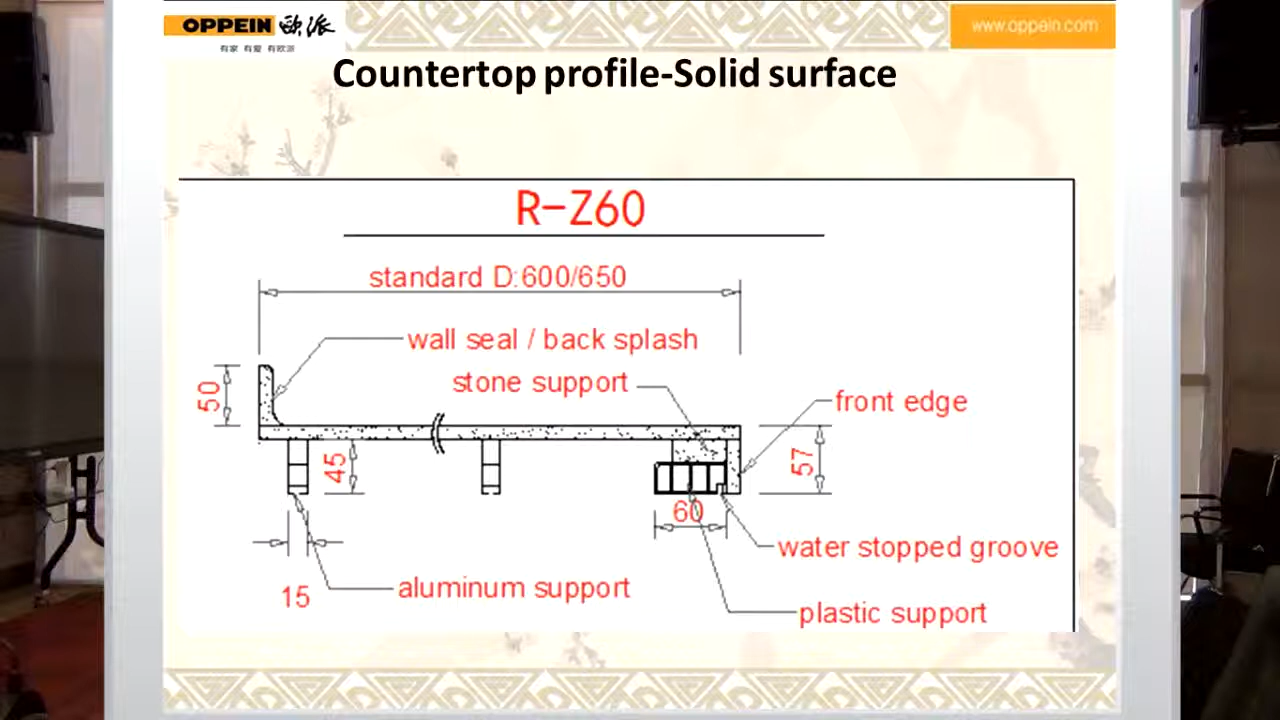 OPPEIN 欧派
有家 有爱 有欧派
www.oppein.com
Countertop profile-Solid surface
R-Z60
standard D:600/650
wall seal / back splash
50
stone support
front edge
45
57
60
water stopped groove
15
aluminum support
plastic support